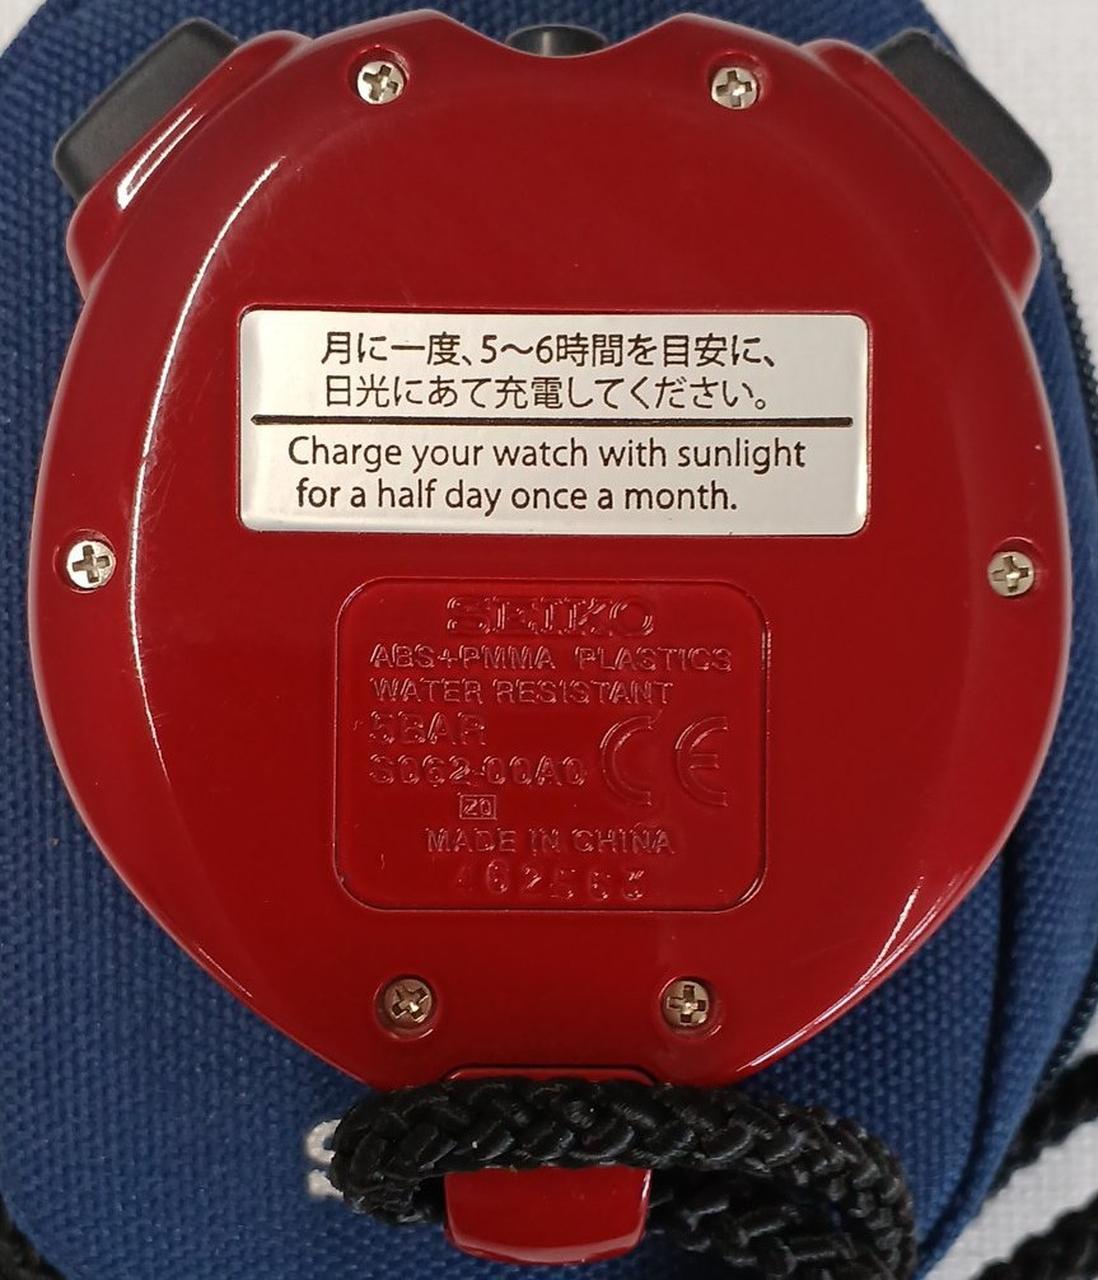 月に一度、5〜6時間を目安に、
日光にあてて充電してください。
Charge your watch with sunlight
for a half day once a month.
SEIKO
ABS+PMMA PLASTICS
WATER RESISTANT
5BAR
S062-00A0 CE
Z0
MADE IN CHINA